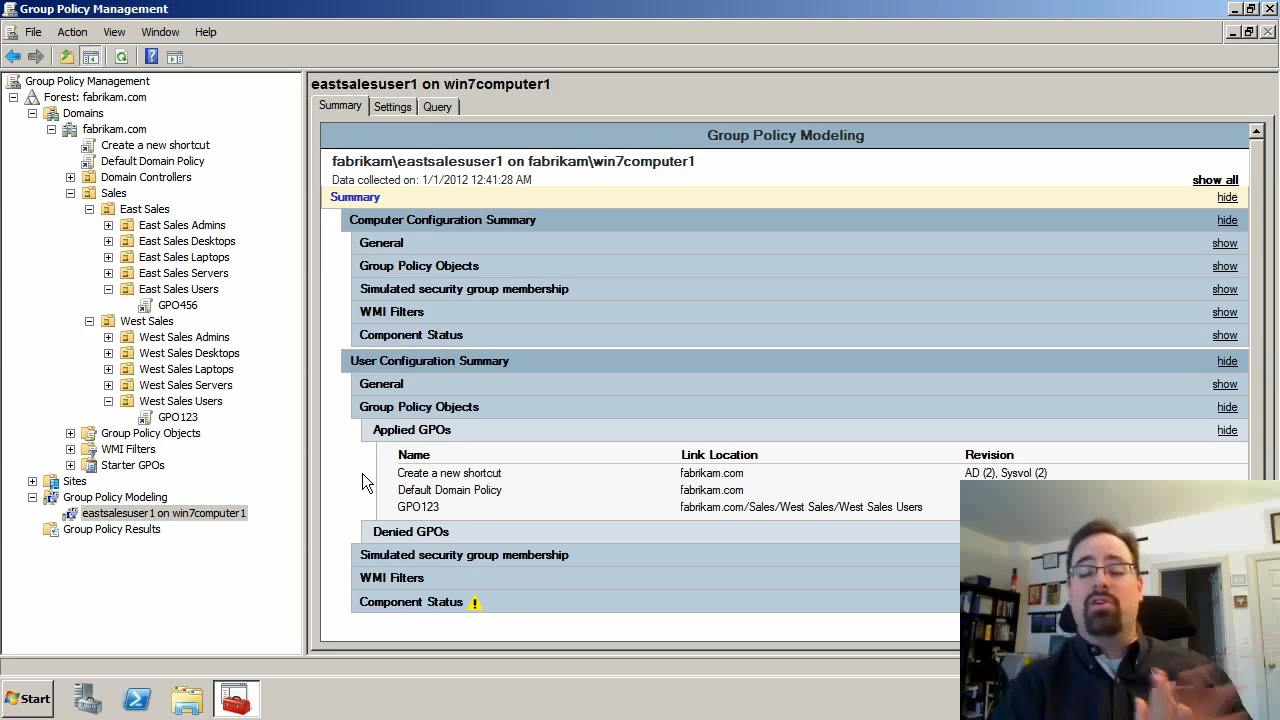 Group Policy Management
File Action View Window Help
Group Policy Management
Forest: fabrikam.com
Domains
fabrikam.com
Create a new shortcut
Default Domain Policy
Domain Controllers
Sales
East Sales
East Sales Admins
East Sales Desktops
East Sales Laptops
East Sales Servers
East Sales Users
GPO456
West Sales
West Sales Admins
West Sales Desktops
West Sales Laptops
West Sales Servers
West Sales Users
GPO123
Group Policy Objects
WMI Filters
Starter GPOs
Sites
Group Policy Modeling
eastsalesuser1 on win7computer1
Group Policy Results
eastsalesuser1 on win7computer1
Summary Settings Query
Group Policy Modeling
fabrikam\eastsalesuser1 on fabrikam\win7computer1
Data collected on: 1/1/2012 12:41:28 AM show all
Summary hide
Computer Configuration Summary hide
General show
Group Policy Objects show
Simulated security group membership show
WMI Filters show
Component Status show
User Configuration Summary hide
General show
Group Policy Objects hide
Applied GPOs hide
Name Link Location Revision
Create a new shortcut fabrikam.com AD (2), Sysvol (2)
Default Domain Policy fabrikam.com
GPO123 fabrikam.com/Sales/West Sales/West Sales Users
Denied GPOs
Simulated security group membership
WMI Filters
Component Status
Start